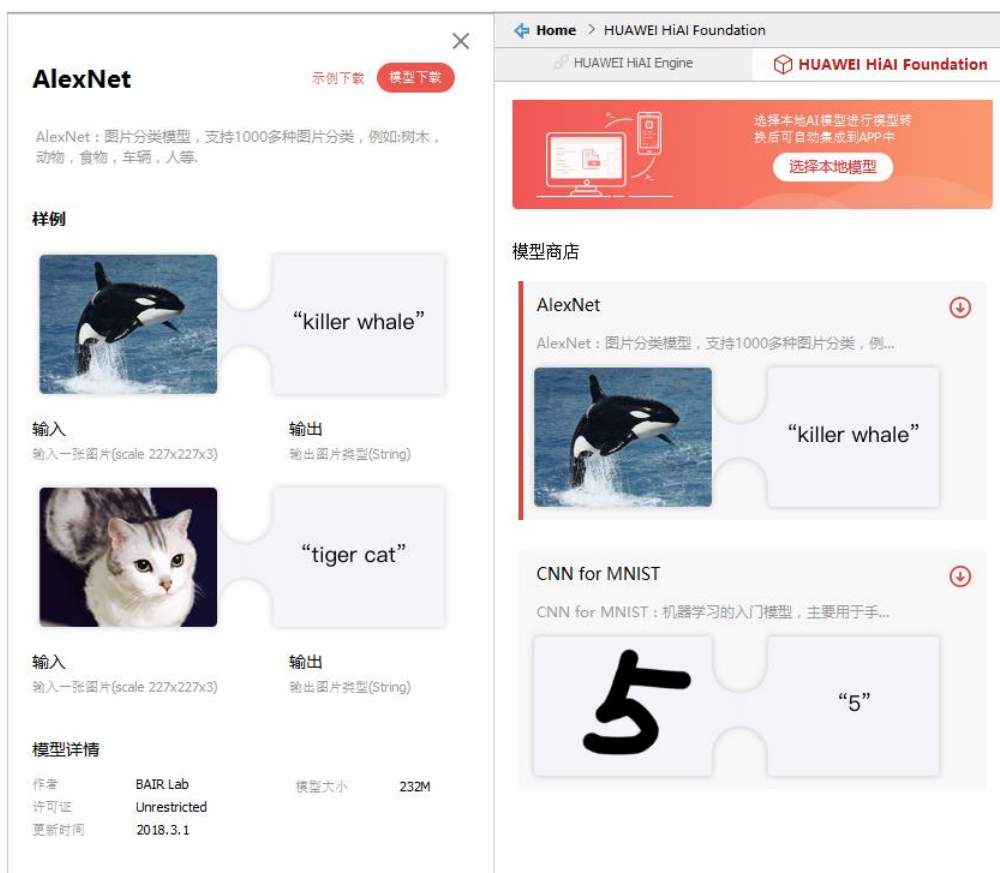 AlexNet
示例下载
模型下载
AlexNet：图片分类模型，支持1000多种图片分类，例如:树木，
动物，食物，车辆，人等.
样例
“killer whale”
输入
输出
输入一张图片(scale 227x227x3)
输出图片类型(String)
“tiger cat”
输入
输出
输入一张图片(scale 227x227x3)
输出图片类型(String)
模型详情
作者
BAIR Lab
模型大小
232M
许可证
Unrestricted
更新时间
2018.3.1
Home > HUAWEI HiAI Foundation
HUAWEI HiAI Engine
HUAWEI HiAI Foundation
选择本地AI模型进行模型转
换后可自动集成到APP中
选择本地模型
模型商店
AlexNet
AlexNet：图片分类模型，支持1000多种图片分类，例...
“killer whale”
CNN for MNIST
CNN for MNIST：机器学习的入门模型，主要用于手...
5
“5”